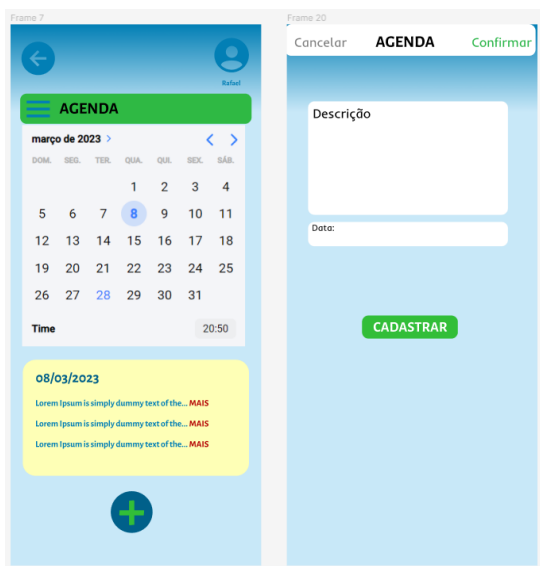 Frame 7
Rafael
AGENDA
março de 2023 >
DOM. SEG. TER. QUA. QUI. SEX. SÁB.
1 2 3 4
5 6 7 8 9 10 11
12 13 14 15 16 17 18
19 20 21 22 23 24 25
26 27 28 29 30 31
Time 20:50
08/03/2023
Lorem Ipsum is simply dummy text of the... MAIS
Lorem Ipsum is simply dummy text of the... MAIS
Lorem Ipsum is simply dummy text of the... MAIS
Frame 20
Cancelar AGENDA Confirmar
Descrição
Data:
CADASTRAR